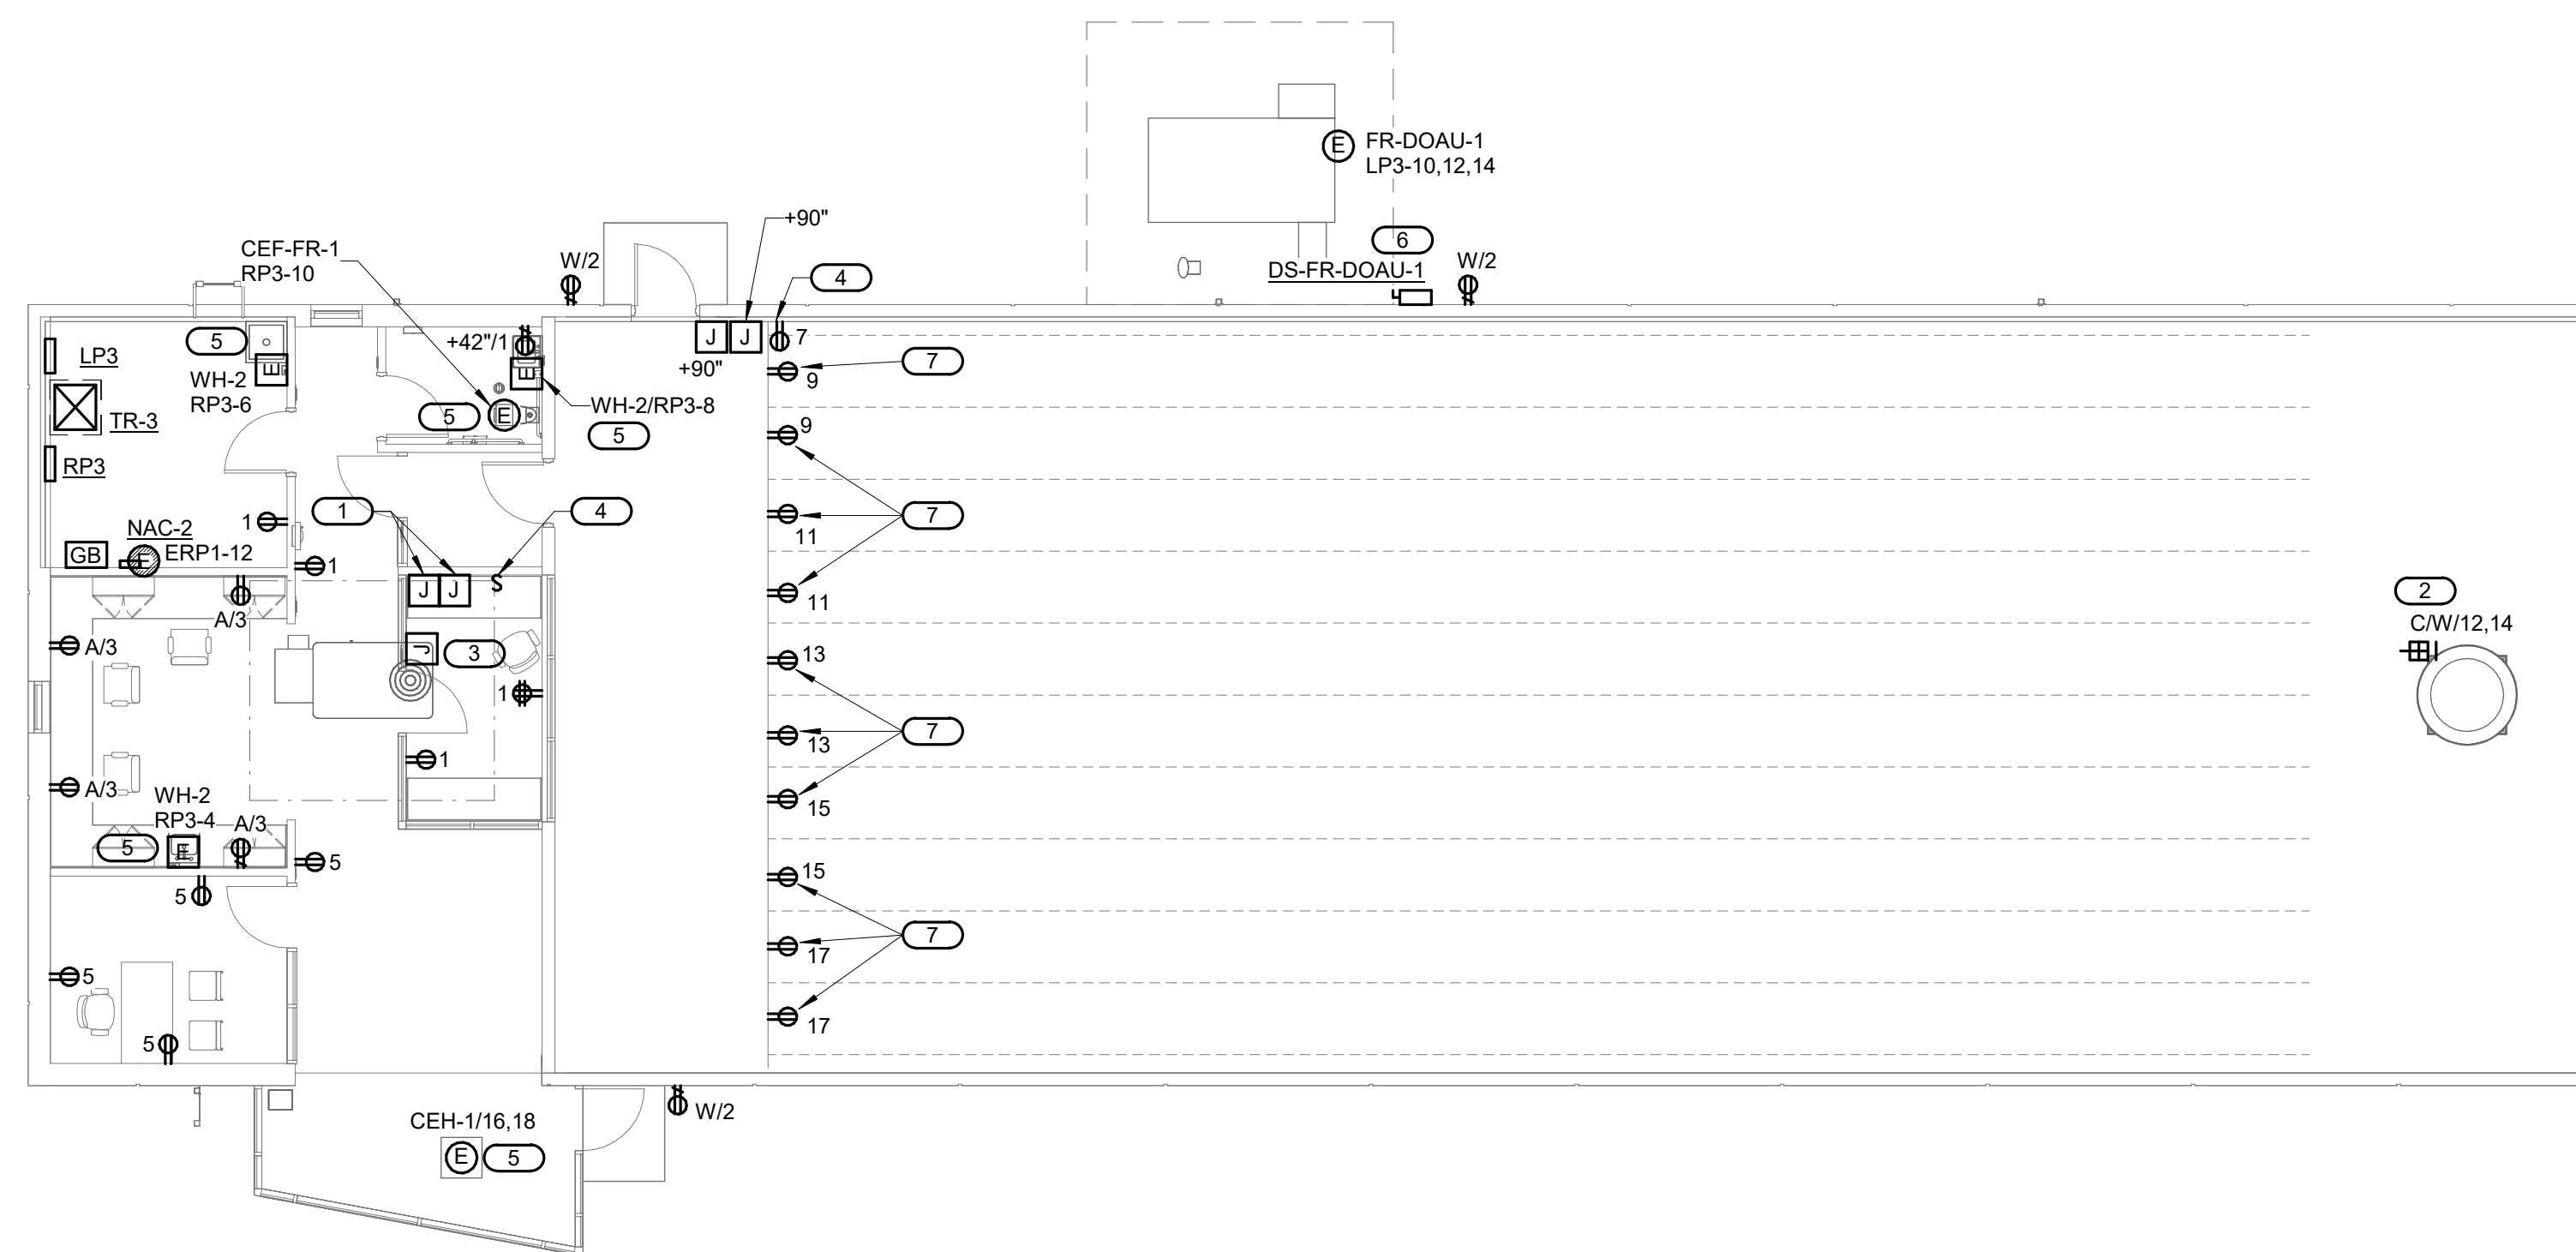 FR-DOAU-1
LP3-10,12,14
E
+90"
6
DS-FR-DOAU-1
W/2
CEF-FR-1
RP3-10
W/2
4
J
J
7
+90"
+42"/1
E
7
9
5
E
WH-2
RP3-6
LP3
TR-3
RP3
5
E
WH-2/RP3-8
5
9
7
11
11
1
4
1
NAC-2
ERP1-12
GB
E
1
J
J
S
A/3
A/3
J
3
1
1
A/3
2
C/W/12,14
13
7
13
15
WH-2
RP3-4
A/3
5
E
5
5
15
7
17
17
5
5
W/2
CEH-1/16,18
E
5